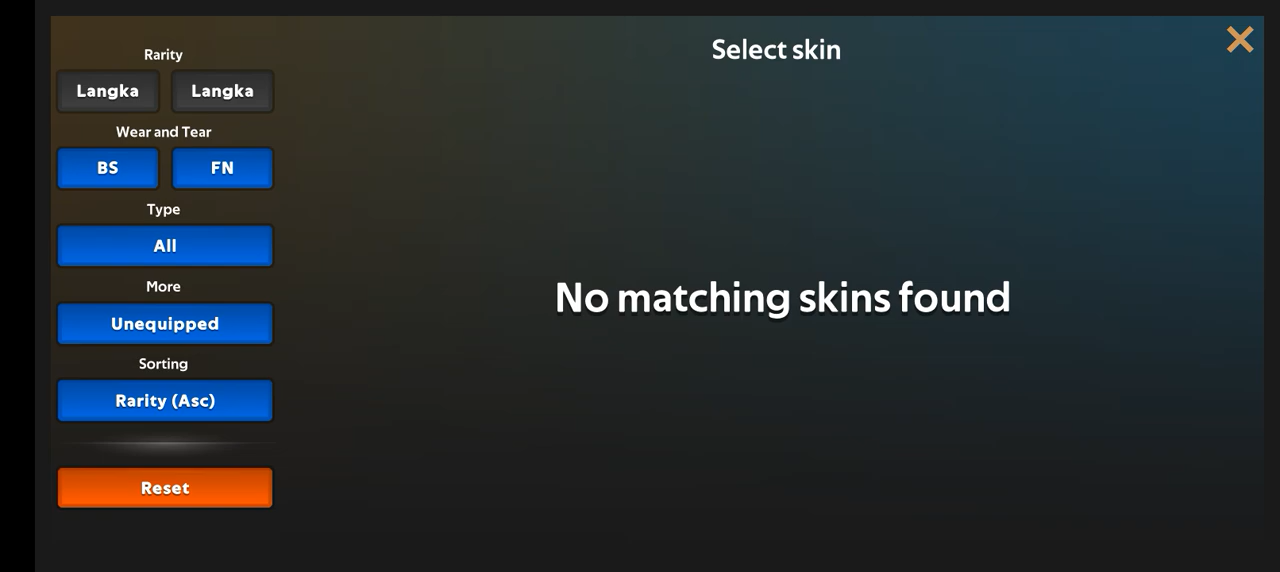 Select skin
Rarity
Langka Langka
Wear and Tear
BS FN
Type
All
More
Unequipped
Sorting
Rarity (Asc)
Reset
No matching skins found